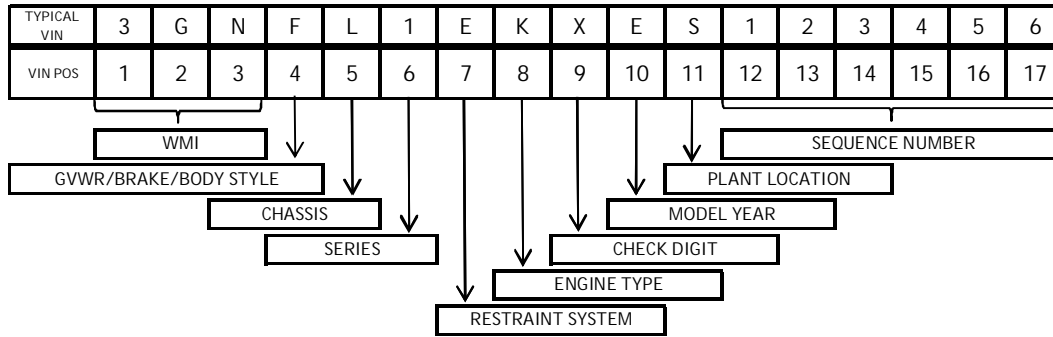 TYPICAL VIN 3 G N F L 1 E K X E S 1 2 3 4 5 6
VIN POS 1 2 3 4 5 6 7 8 9 10 11 12 13 14 15 16 17
WMI SEQUENCE NUMBER
GVWR/BRAKE/BODY STYLE PLANT LOCATION
CHASSIS MODEL YEAR
SERIES CHECK DIGIT
ENGINE TYPE
RESTRAINT SYSTEM